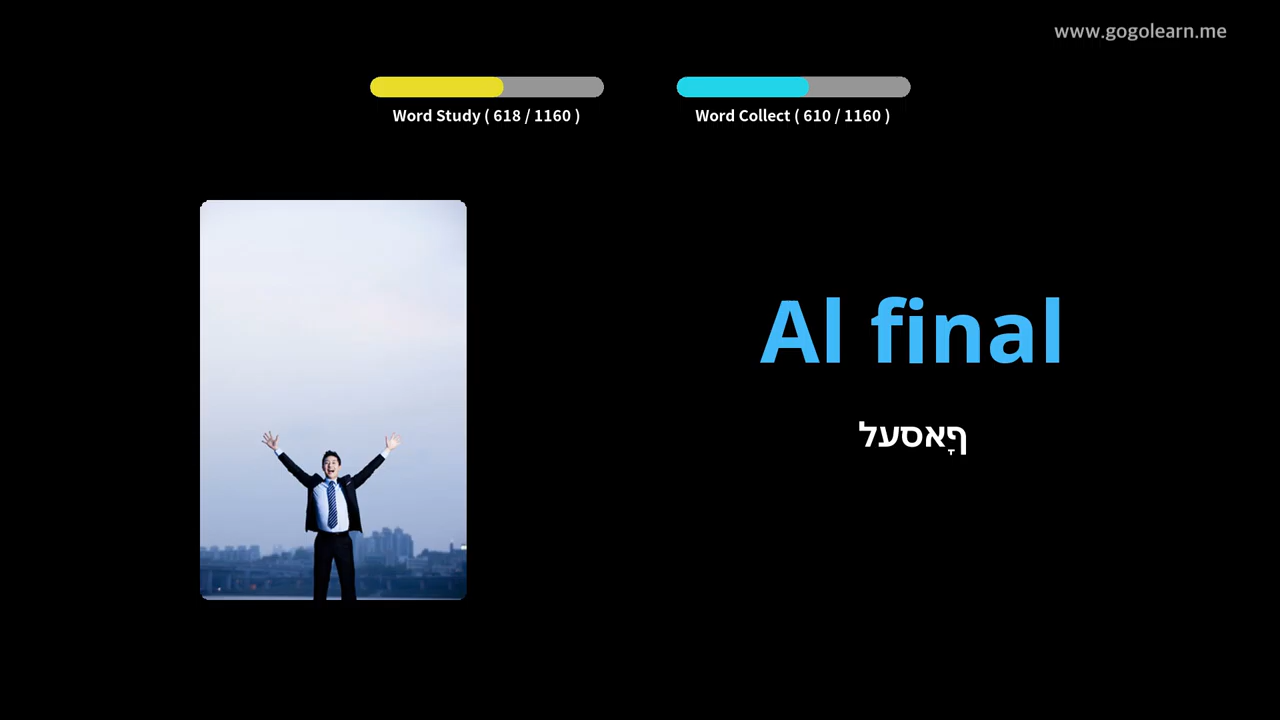 www.gogolearn.me
Word Study ( 618 / 1160 )
Word Collect ( 610 / 1160 )
Al final
ףָאסעל